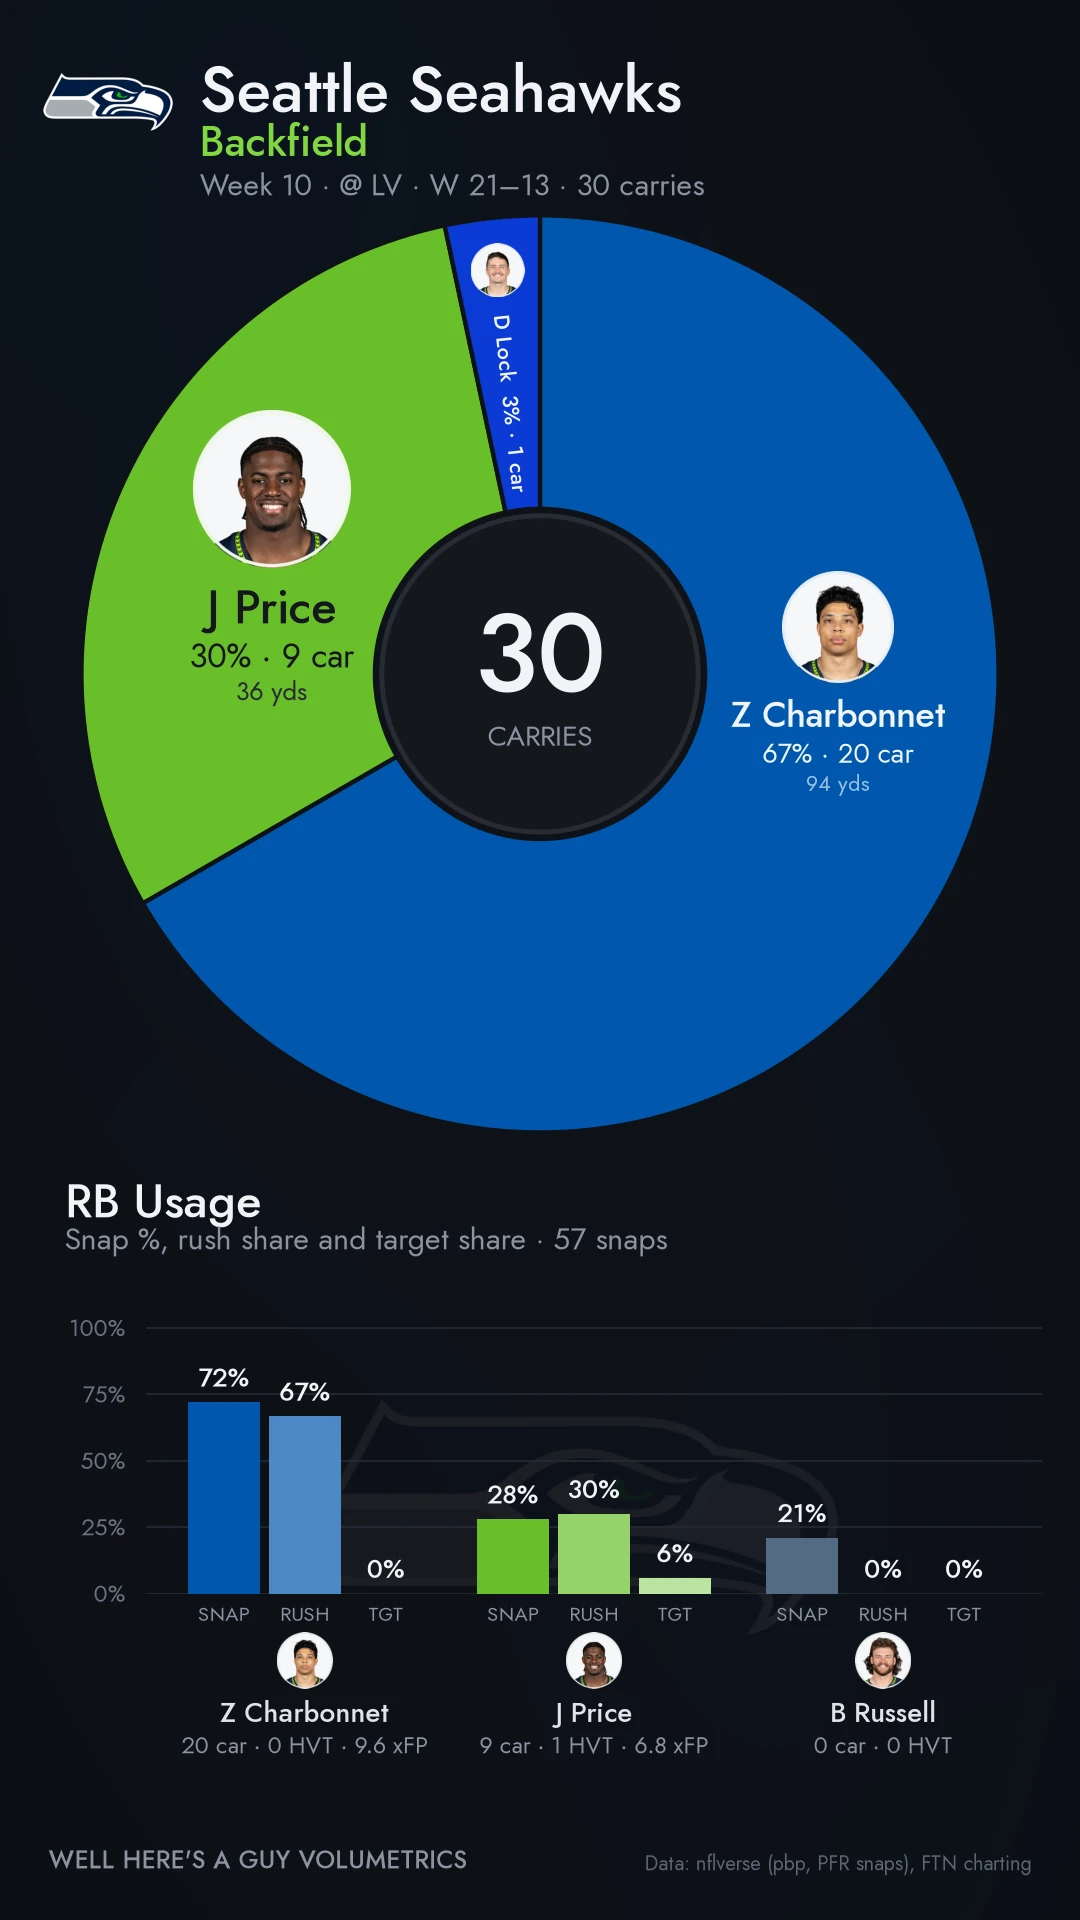 Seattle Seahawks
Backfield
Week 10 · @ LV · W 21–13 · 30 carries
D Lock 3% · 1 car
J Price
30% · 9 car
36 yds
30
CARRIES
Z Charbonnet
67% · 20 car
94 yds
RB Usage
Snap %, rush share and target share · 57 snaps
100%
75%
50%
25%
0%
72%
67%
0%
28%
30%
6%
21%
0%
0%
SNAP RUSH TGT
SNAP RUSH TGT
SNAP RUSH TGT
Z Charbonnet
20 car · 0 HVT · 9.6 xFP
J Price
9 car · 1 HVT · 6.8 xFP
B Russell
0 car · 0 HVT
WELL HERE'S A GUY VOLUMETRICS
Data: nflverse (pbp, PFR snaps), FTN charting